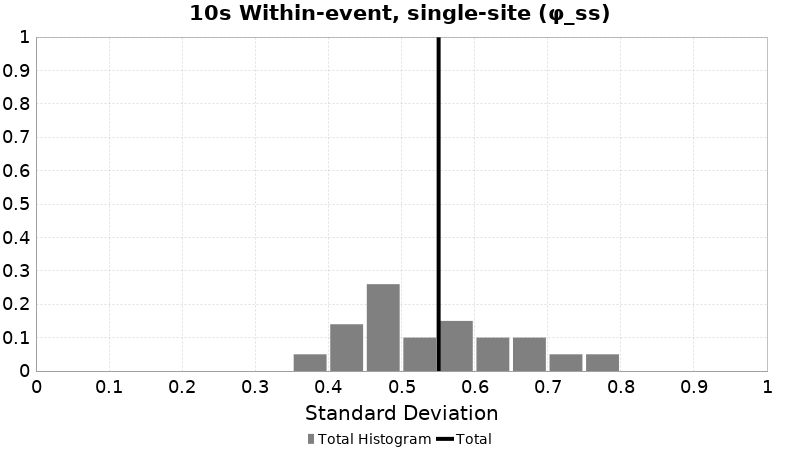 10s Within-event, single-site (φ_ss)
1
0.9
0.8
0.7
0.6
0.5
0.4
0.3
0.2
0.1
0
0 0.1 0.2 0.3 0.4 0.5 0.6 0.7 0.8 0.9 1
Standard Deviation
Total Histogram Total